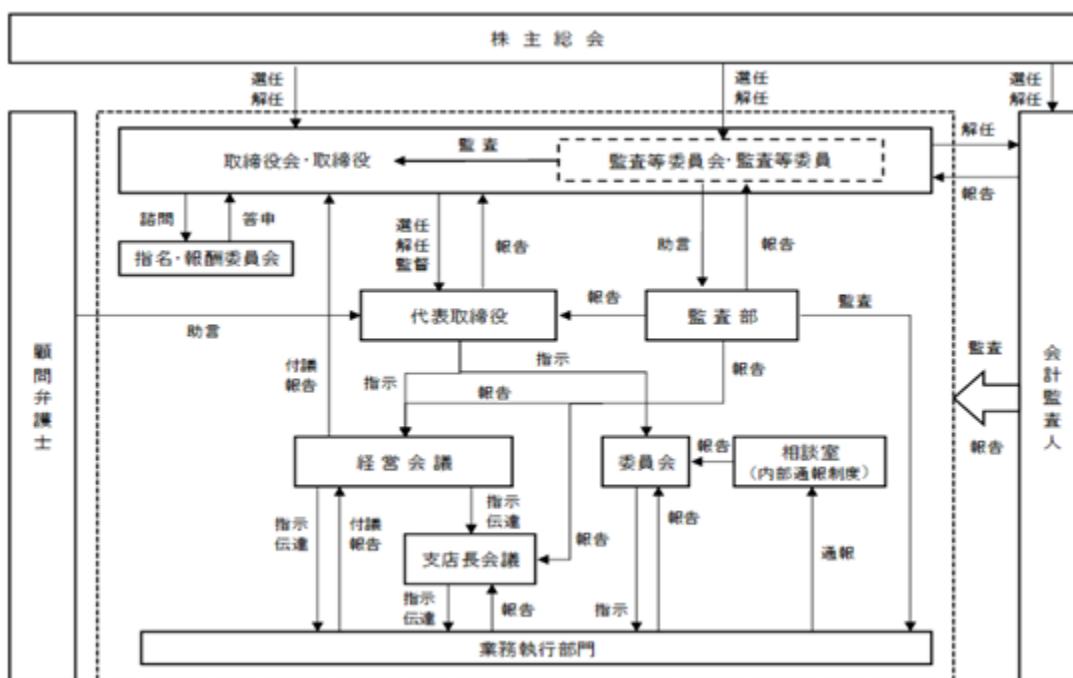 株主総会
選任
解任
選任
解任
選任
解任
取締役会・取締役
監査
監査等委員会・監査等委員
解任
報告
諮問
答申
選任
解任
監督
報告
助言
報告
指名・報酬委員会
代表取締役
報告
監査部
監査
助言
顧問弁護士
付議
報告
指示
指示
報告
報告
監査
報告
会計監査人
経営会議
委員会
報告
相談室
（内部通報制度）
指示
伝達
付議
報告
指示
伝達
報告
報告
通報
支店長会議
指示
伝達
報告
指示
業務執行部門